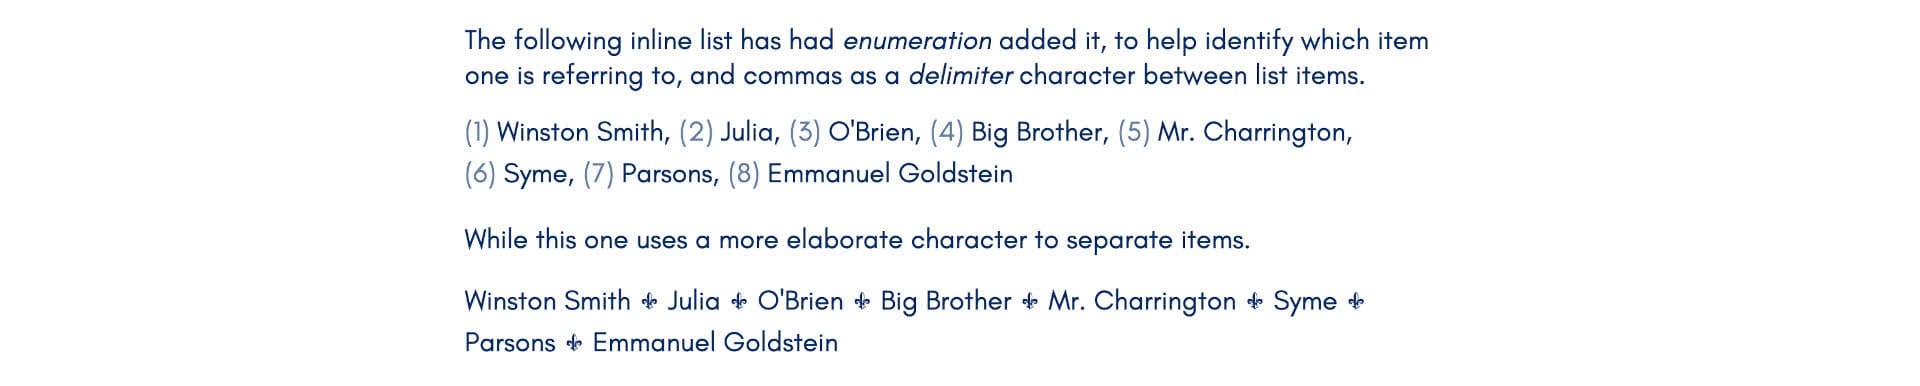 The following inline list has had enumeration added it, to help identify which item
one is referring to, and commas as a delimiter character between list items.
(1) Winston Smith, (2) Julia, (3) O'Brien, (4) Big Brother, (5) Mr. Charrington,
(6) Syme, (7) Parsons, (8) Emmanuel Goldstein
While this one uses a more elaborate character to separate items.
Winston Smith ⚜ Julia ⚜ O'Brien ⚜ Big Brother ⚜ Mr. Charrington ⚜ Syme ⚜
Parsons ⚜ Emmanuel Goldstein